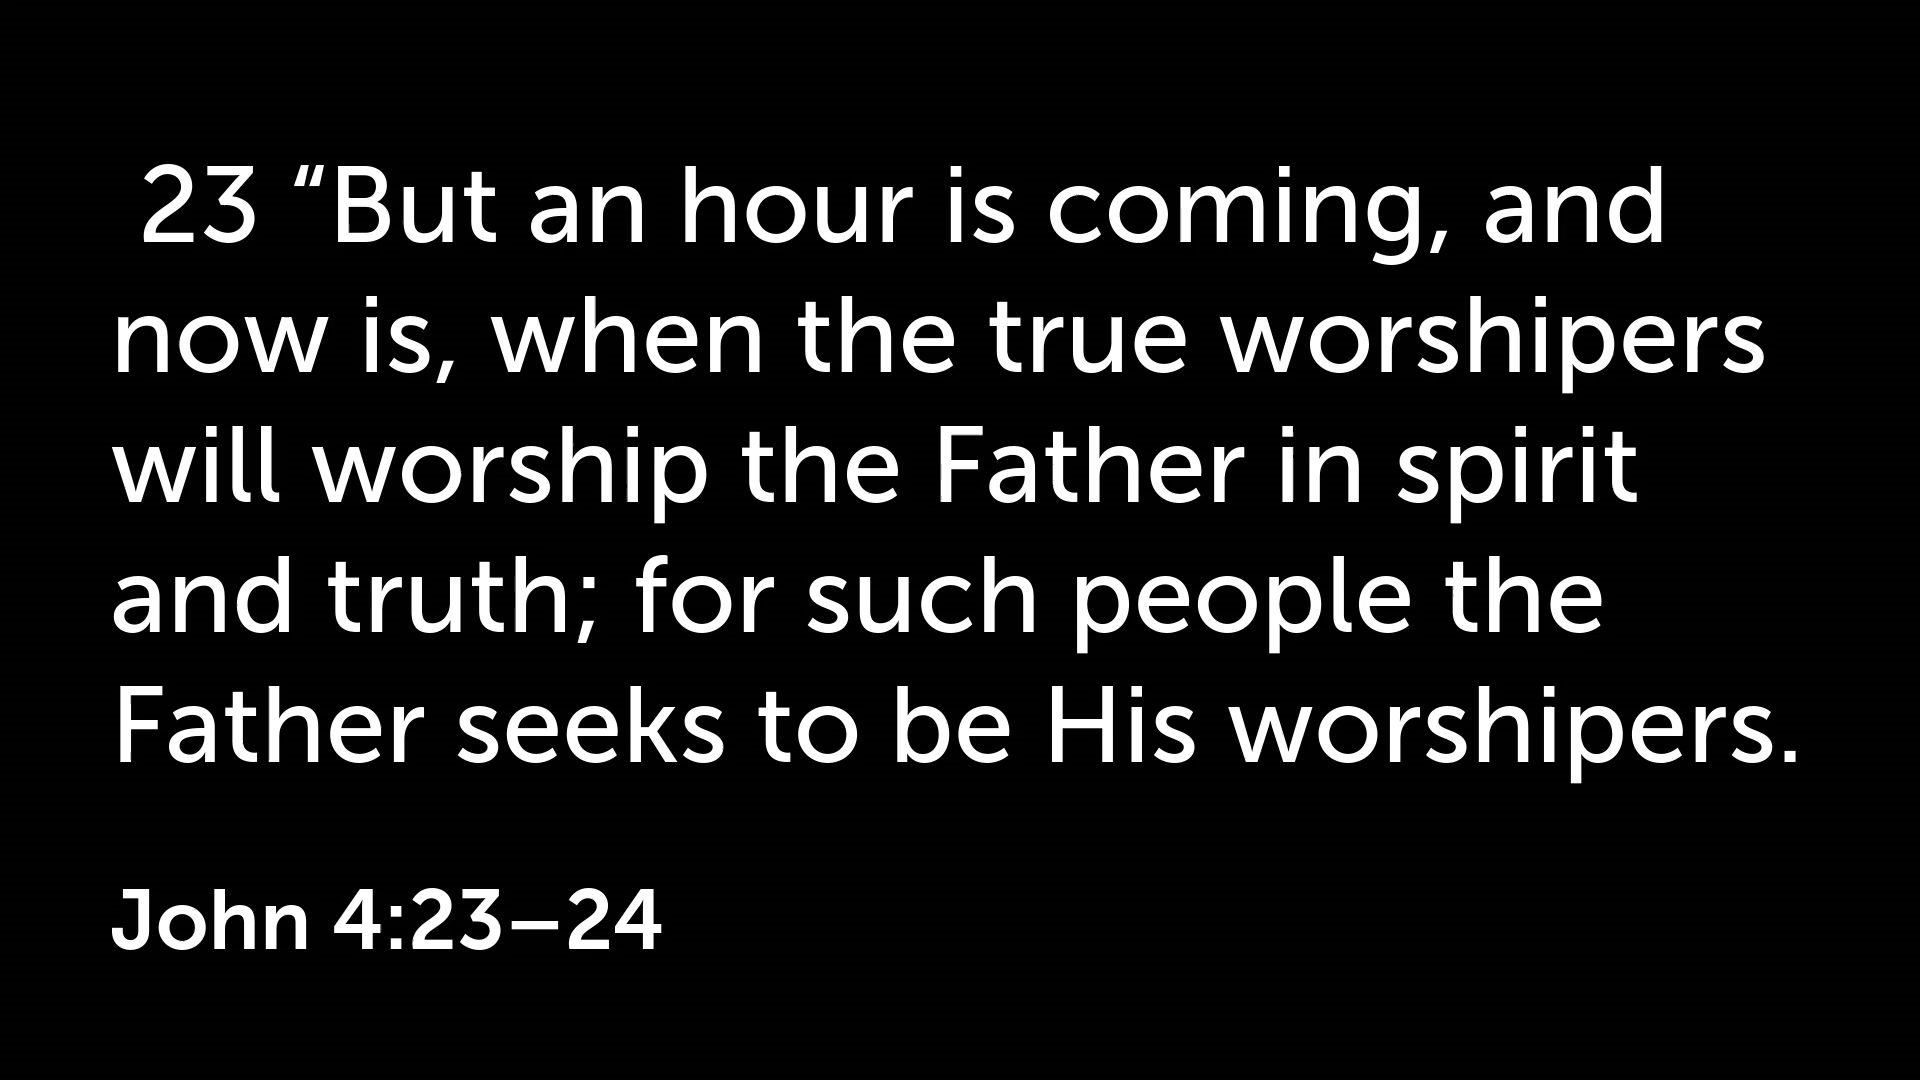 23 “But an hour is coming, and
now is, when the true worshipers
will worship the Father in spirit
and truth; for such people the
Father seeks to be His worshipers.
John 4:23–24